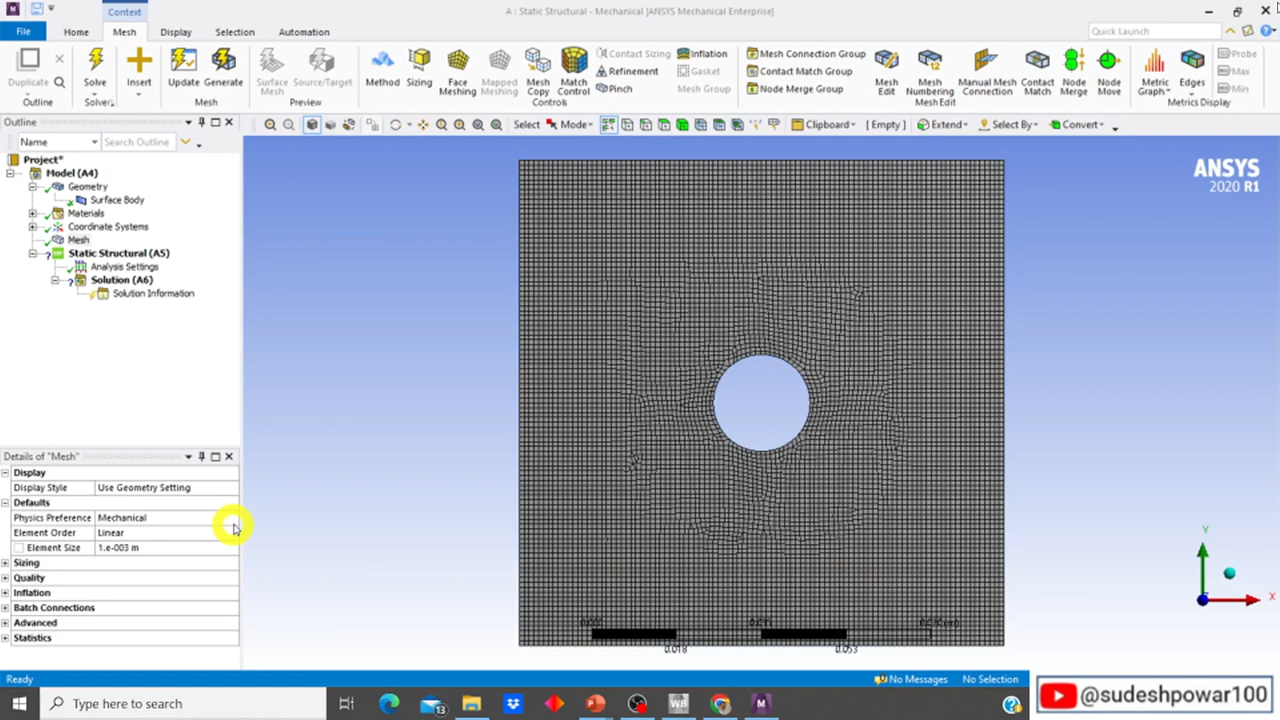 Context
A : Static Structural - Mechanical [ANSYS Mechanical Enterprise]
File Home Mesh Display Selection Automation
Quick Launch
Duplicate
Outline
Solve
Solver
Insert
Update Generate
Mesh
Surface Mesh
Source/Target
Preview
Method
Sizing
Face Meshing
Mapped Meshing
Mesh Copy
Match Control
Contact Sizing
Refinement
Pinch
Inflation
Gasket
Mesh Group
Controls
Mesh Connection Group
Contact Match Group
Node Merge Group
Mesh Edit
Mesh Numbering
Manual Mesh Connection
Contact Match
Node Merge
Node Move
Mesh Edit
Metric Graph
Edges
Probe
Max
Min
Metrics Display
Outline
Name Search Outline
Select Mode Clipboard [ Empty ] Extend Select By Convert
Project*
Model (A4)
Geometry
Surface Body
Materials
Coordinate Systems
Mesh
Static Structural (A5)
Analysis Settings
Solution (A6)
Solution Information
ANSYS
2020 R1
Details of "Mesh"
Display
Display Style Use Geometry Setting
Defaults
Physics Preference Mechanical
Element Order Linear
Element Size 1.e-003 m
Sizing
Quality
Inflation
Batch Connections
Advanced
Statistics
0.018
0.053
Y
X
Ready
No Messages No Selection
Type here to search
13
WB
M
@sudeshpowar100